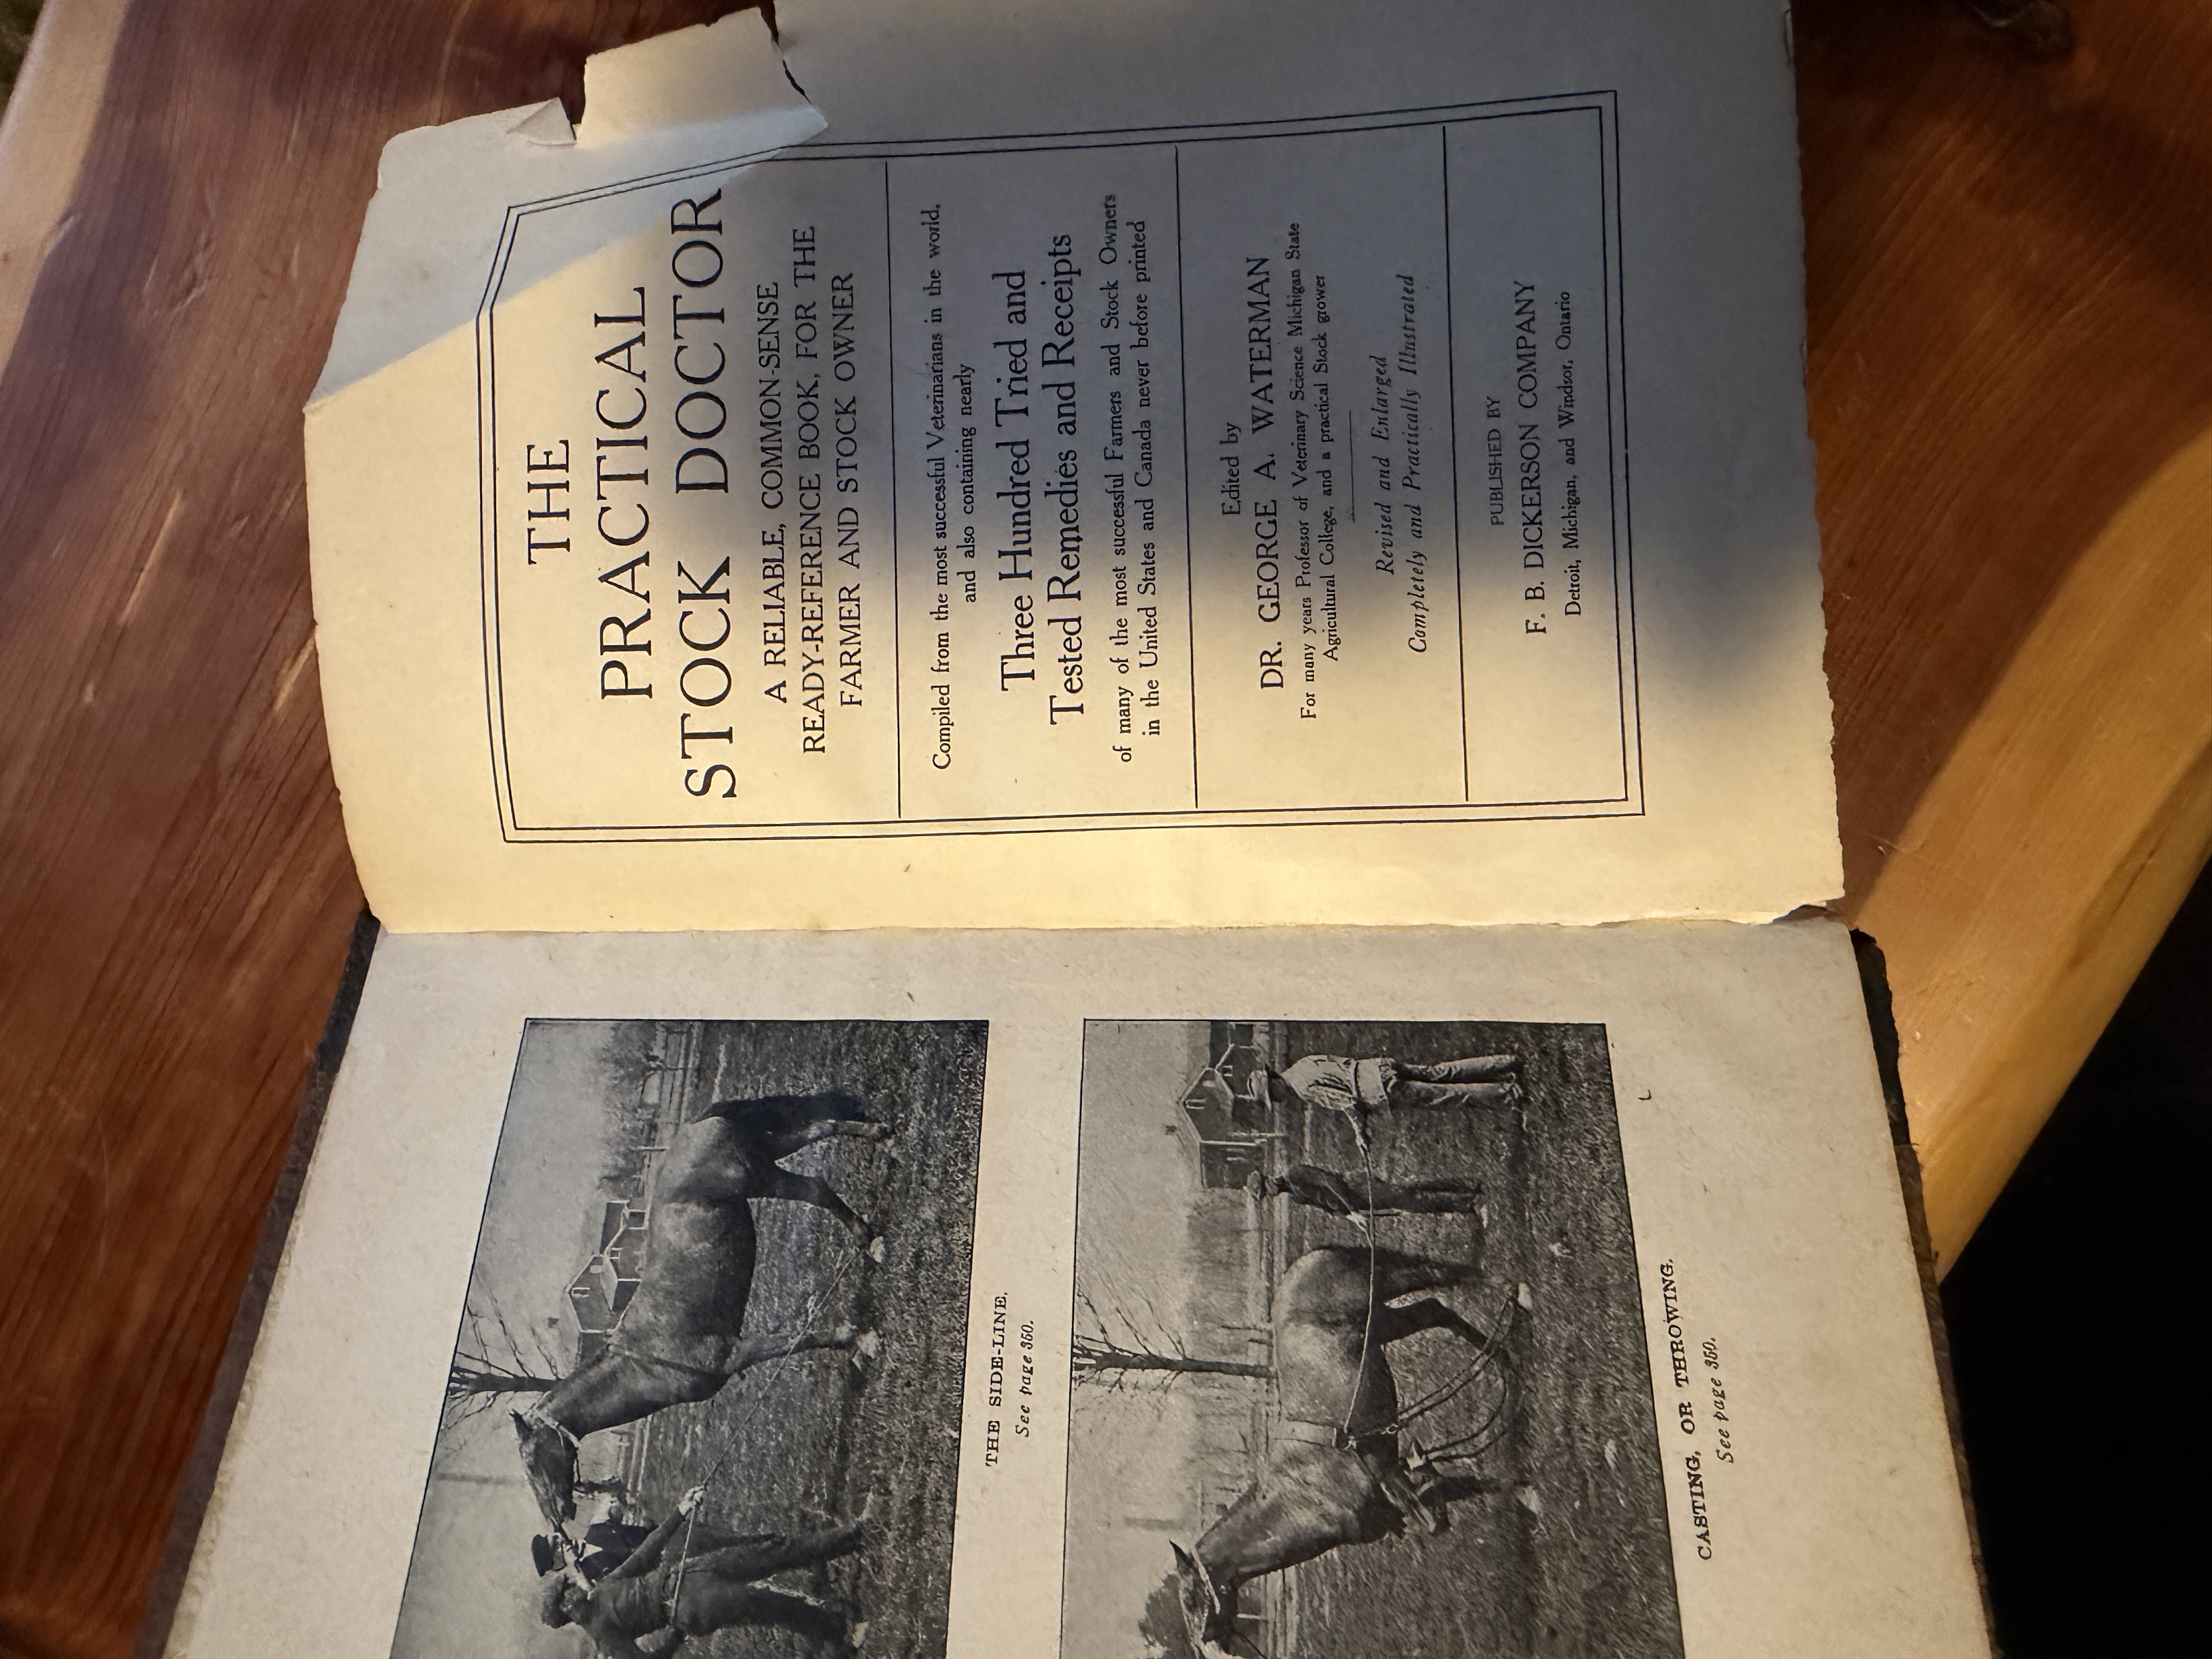 THE SIDE-LINE.
See page 350.
CASTING, OR THROWING.
See page 350.
THE
PRACTICAL
STOCK DOCTOR
A RELIABLE, COMMON-SENSE
READY-REFERENCE BOOK, FOR THE
FARMER AND STOCK OWNER
Compiled from the most successful Veterinarians in the world,
and also containing nearly
Three Hundred Tried and
Tested Remedies and Receipts
of many of the most successful Farmers and Stock Owners
in the United States and Canada never before printed
Edited by
DR. GEORGE A. WATERMAN
For many years Professor of Veterinary Science Michigan State
Agricultural College, and a practical Stock grower
Revised and Enlarged
Completely and Practically Illustrated
PUBLISHED BY
F. B. DICKERSON COMPANY
Detroit, Michigan, and Windsor, Ontario